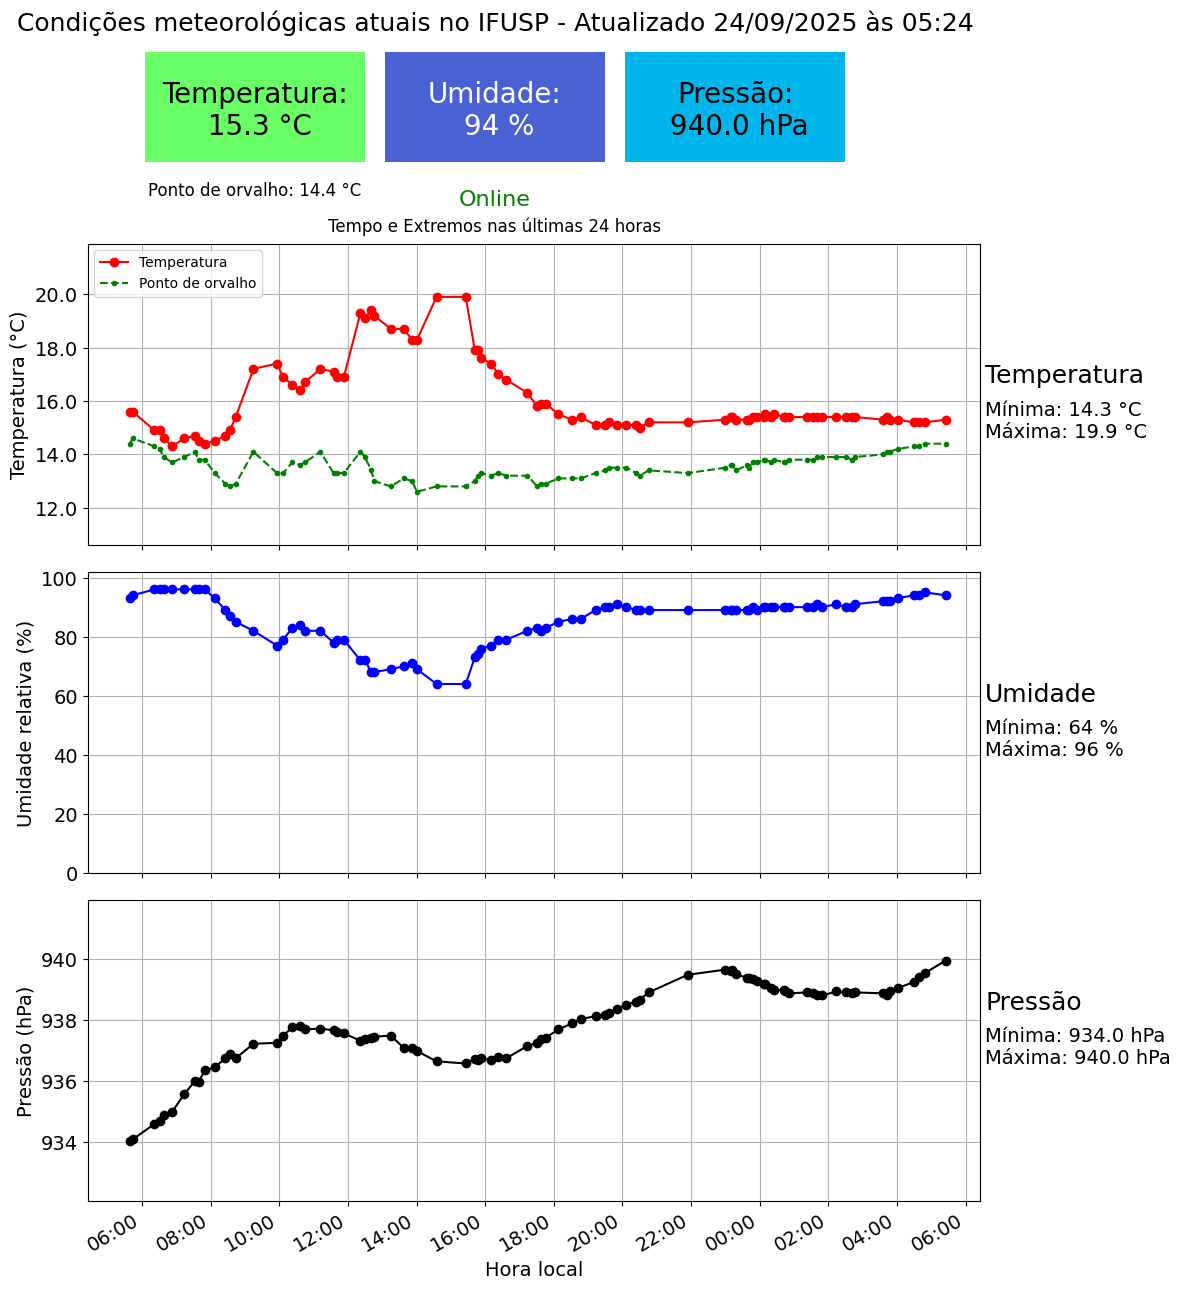 Condições meteorológicas atuais no IFUSP - Atualizado 24/09/2025 às 05:24
Temperatura:
15.3 °C
Umidade:
94 %
Pressão:
940.0 hPa
Ponto de orvalho: 14.4 °C
Online
Tempo e Extremos nas últimas 24 horas
Temperatura
Ponto de orvalho
Temperatura (°C)
20.0
18.0
16.0
14.0
12.0
Temperatura
Mínima: 14.3 °C
Máxima: 19.9 °C
Umidade relativa (%)
100
80
60
40
20
0
Umidade
Mínima: 64 %
Máxima: 96 %
Pressão (hPa)
940
938
936
934
Pressão
Mínima: 934.0 hPa
Máxima: 940.0 hPa
06:00 08:00 10:00 12:00 14:00 16:00 18:00 20:00 22:00 00:00 02:00 04:00 06:00
Hora local